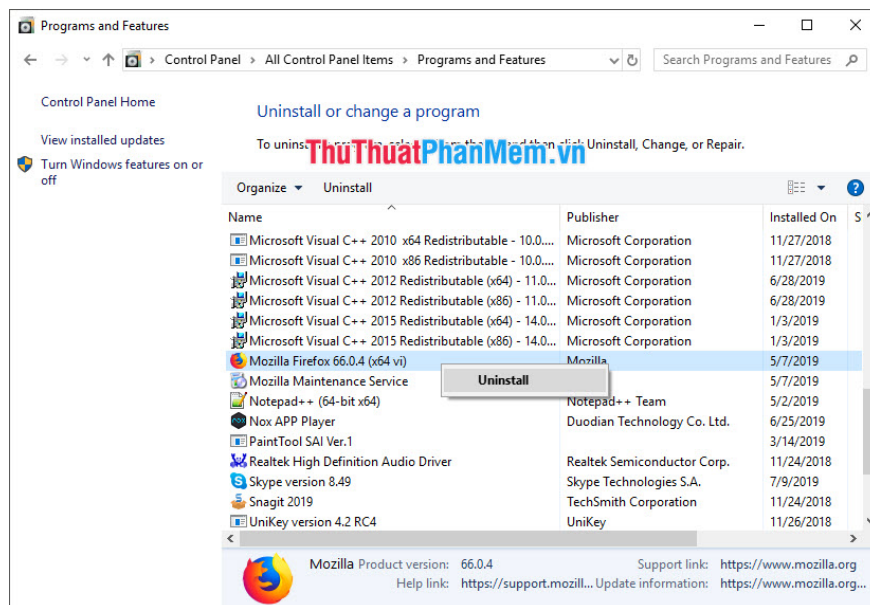 Programs and Features
Control Panel > All Control Panel Items > Programs and Features
Search Programs and Features
Control Panel Home
View installed updates
Turn Windows features on or
off
Uninstall or change a program
To click Uninstall, Change, or Repair.
ThuThuatPhanMem.vn
Organize Uninstall
Name Publisher Installed On S
Microsoft Visual C++ 2010 x64 Redistributable - 10.0.... Microsoft Corporation 11/27/2018
Microsoft Visual C++ 2010 x86 Redistributable - 10.0.... Microsoft Corporation 11/27/2018
Microsoft Visual C++ 2012 Redistributable (x64) - 11.0... Microsoft Corporation 6/28/2019
Microsoft Visual C++ 2012 Redistributable (x86) - 11.0... Microsoft Corporation 6/28/2019
Microsoft Visual C++ 2015 Redistributable (x64) - 14.0... Microsoft Corporation 1/3/2019
Microsoft Visual C++ 2015 Redistributable (x86) - 14.0... Microsoft Corporation 1/3/2019
Mozilla Firefox 66.0.4 (x64 vi) Mozilla 5/7/2019
Mozilla Maintenance Service 5/7/2019
Uninstall
Notepad++ (64-bit x64) Notepad++ Team 5/2/2019
Nox APP Player Duodian Technology Co. Ltd. 6/25/2019
PaintTool SAI Ver.1 3/14/2019
Realtek High Definition Audio Driver Realtek Semiconductor Corp. 11/24/2018
Skype version 8.49 Skype Technologies S.A. 7/9/2019
Snagit 2019 TechSmith Corporation 11/24/2018
UniKey version 4.2 RC4 UniKey 11/26/2018
Mozilla Product version: 66.0.4 Support link: https://www.mozilla.org
Help link: https://support.mozill... Update information: https://www.mozilla.org...